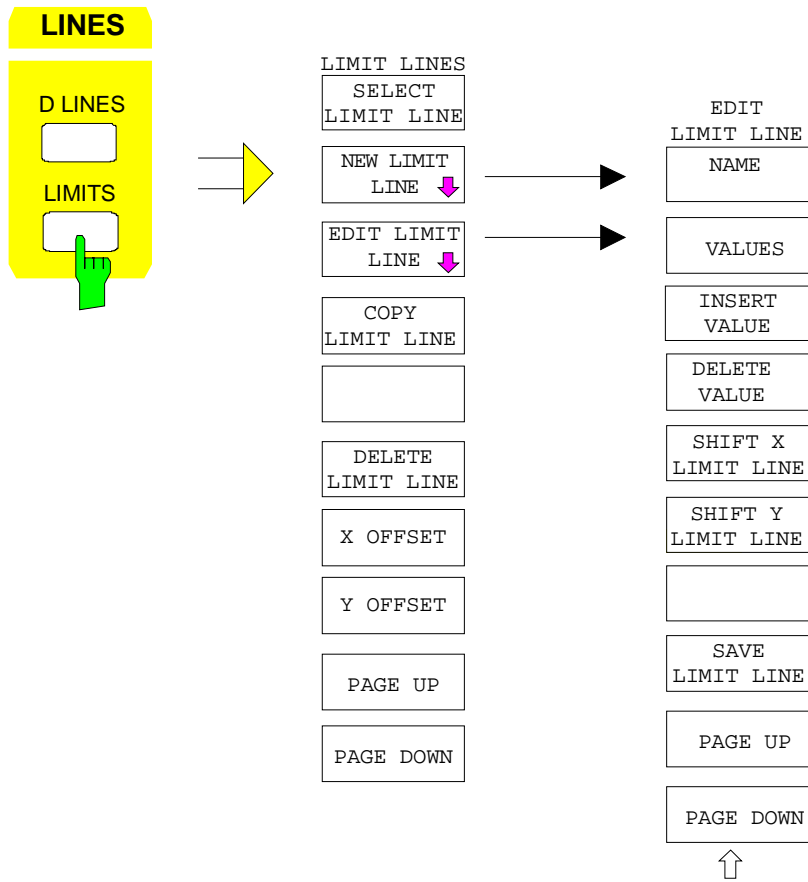 LINES
D LINES
LIMITS
LIMIT LINES
SELECT
LIMIT LINE
NEW LIMIT
LINE
EDIT LIMIT
LINE
COPY
LIMIT LINE
DELETE
LIMIT LINE
X OFFSET
Y OFFSET
PAGE UP
PAGE DOWN
EDIT
LIMIT LINE
NAME
VALUES
INSERT
VALUE
DELETE
VALUE
SHIFT X
LIMIT LINE
SHIFT Y
LIMIT LINE
SAVE
LIMIT LINE
PAGE UP
PAGE DOWN